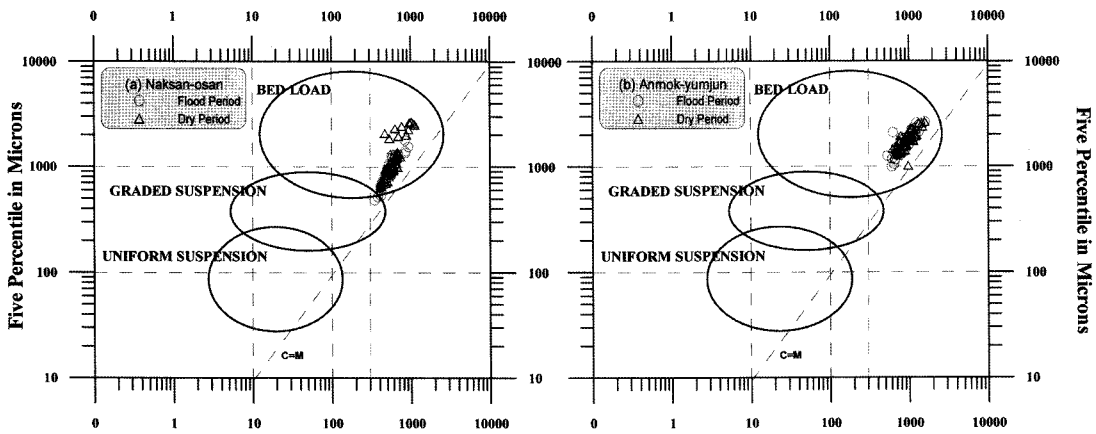 0 1 10 100 1000 10000
0 1 10 100 1000 10000
10000
1000
100
10
Five Percentile in Microns
(a) Naksan-osan
Flood Period
Dry Period
BED LOAD
GRADED SUSPENSION
UNIFORM SUSPENSION
C=M
0 1 10 100 1000 10000
(b) Anmok-yumjun
Flood Period
Dry Period
BED LOAD
GRADED SUSPENSION
UNIFORM SUSPENSION
C=M
10000
1000
100
10
Five Percentile in Microns
0 1 10 100 1000 10000